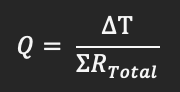 Q = ΔT / ΣR_Total